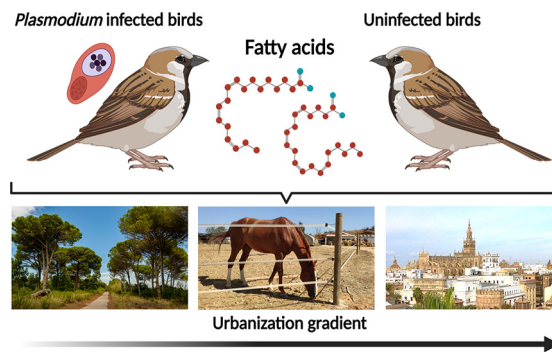 Plasmodium infected birds
Uninfected birds
Fatty acids
Urbanization gradient